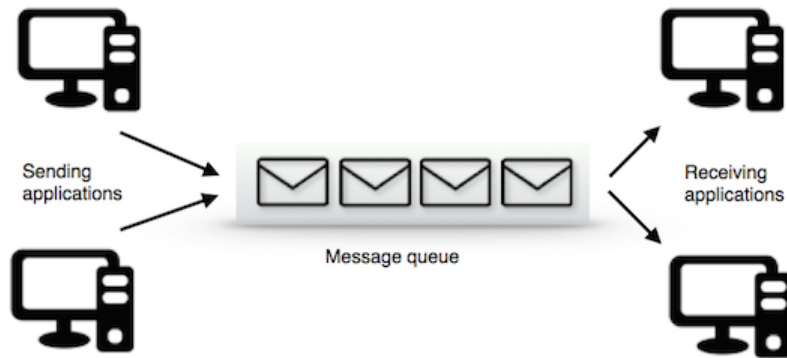 Sending
applications
Receiving
applications
Message queue